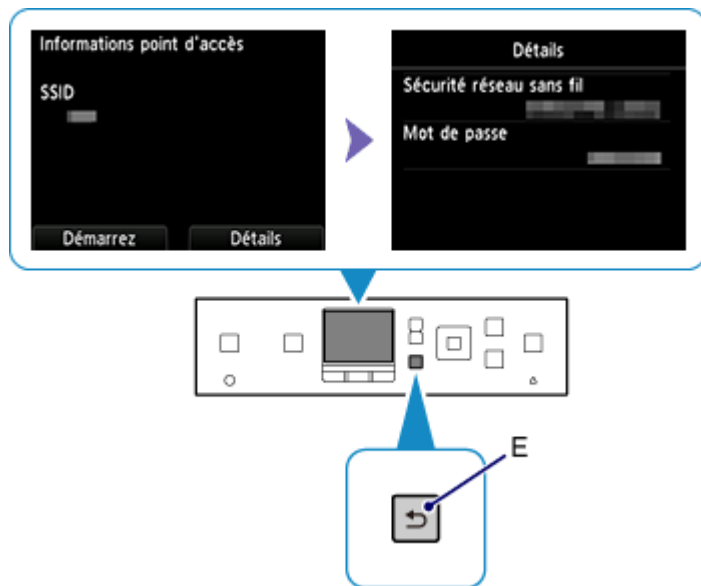 Informations point d'accès
SSID
Démarrez
Détails
Détails
Sécurité réseau sans fil
Mot de passe
E